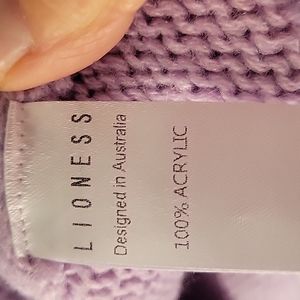 LIONESS
Designed in Australia
100% ACRYLIC